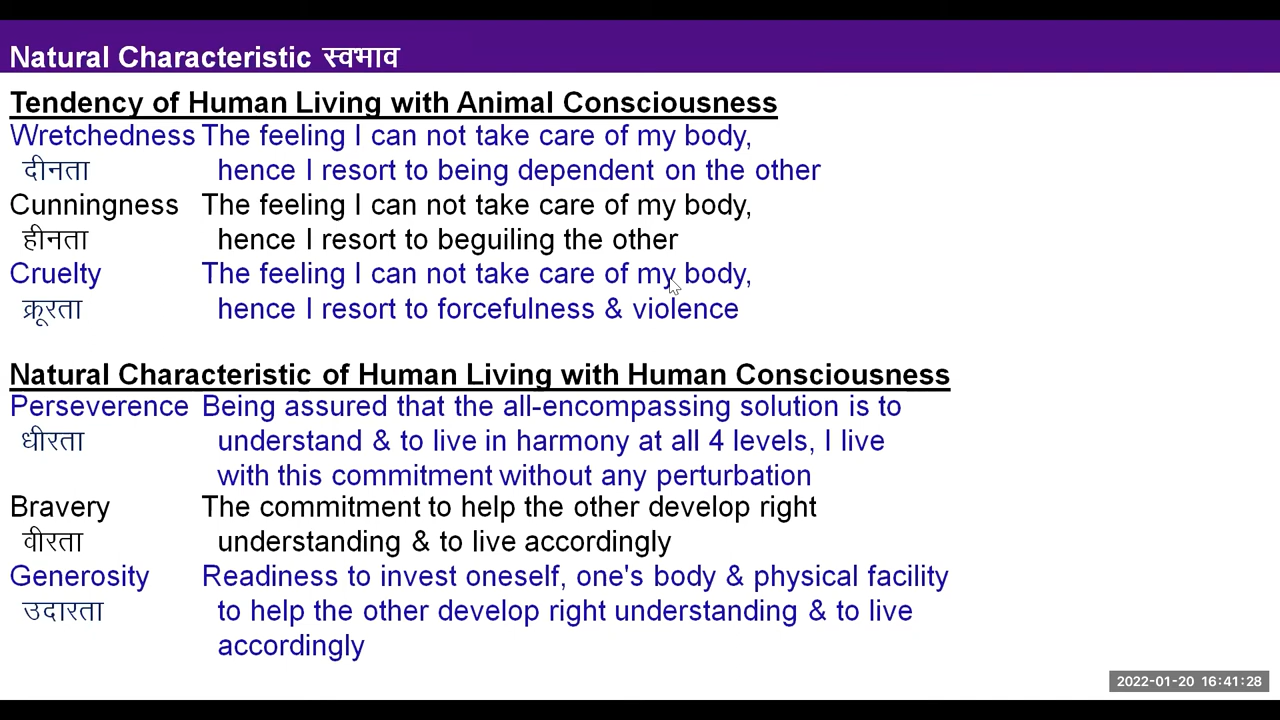 Natural Characteristic स्वभाव
Tendency of Human Living with Animal Consciousness
Wretchedness The feeling I can not take care of my body,
दीनता hence I resort to being dependent on the other
Cunningness The feeling I can not take care of my body,
हीनता hence I resort to beguiling the other
Cruelty The feeling I can not take care of my body,
क्रूरता hence I resort to forcefulness & violence
Natural Characteristic of Human Living with Human Consciousness
Perseverence Being assured that the all-encompassing solution is to
धीरता understand & to live in harmony at all 4 levels, I live
with this commitment without any perturbation
Bravery The commitment to help the other develop right
वीरता understanding & to live accordingly
Generosity Readiness to invest oneself, one's body & physical facility
उदारता to help the other develop right understanding & to live
accordingly
2022-01-20 16:41:28